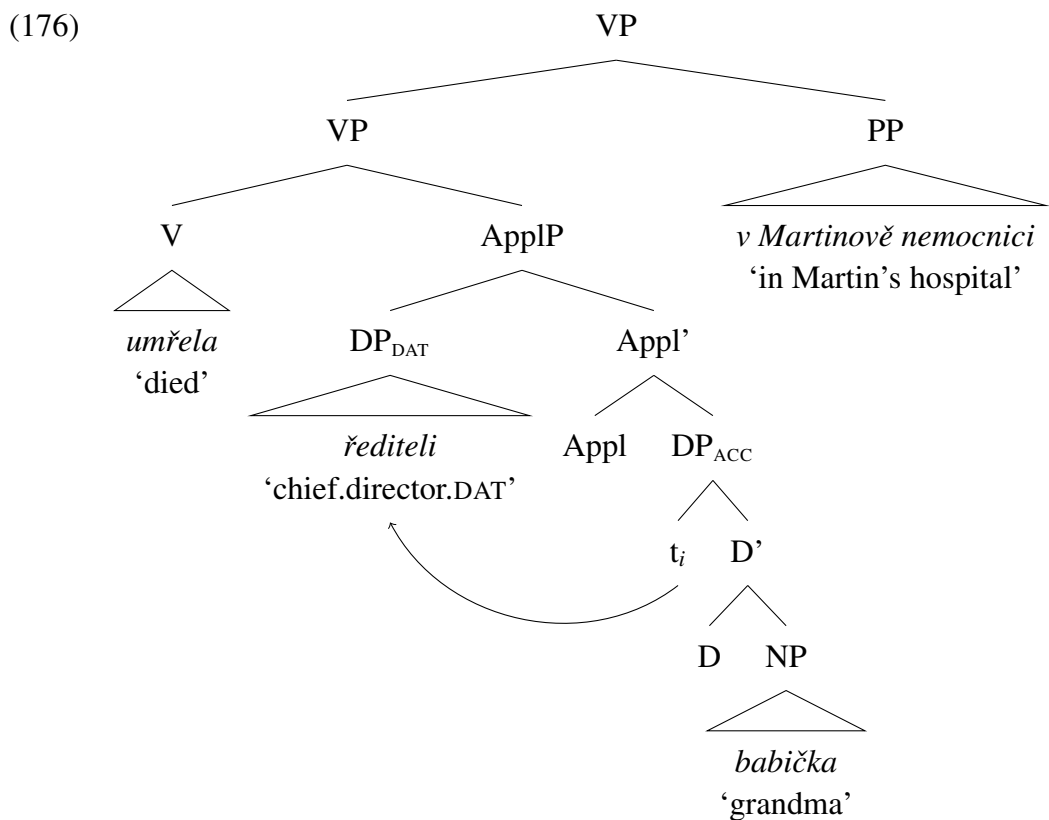 (176)
VP
VP PP
V ApplP v Martinově nemocnici
‘in Martin’s hospital’
umřela DP_DAT Appl’
‘died’
řediteli Appl DP_ACC
‘chief.director.DAT’
t_i D’
D NP
babička
‘grandma’